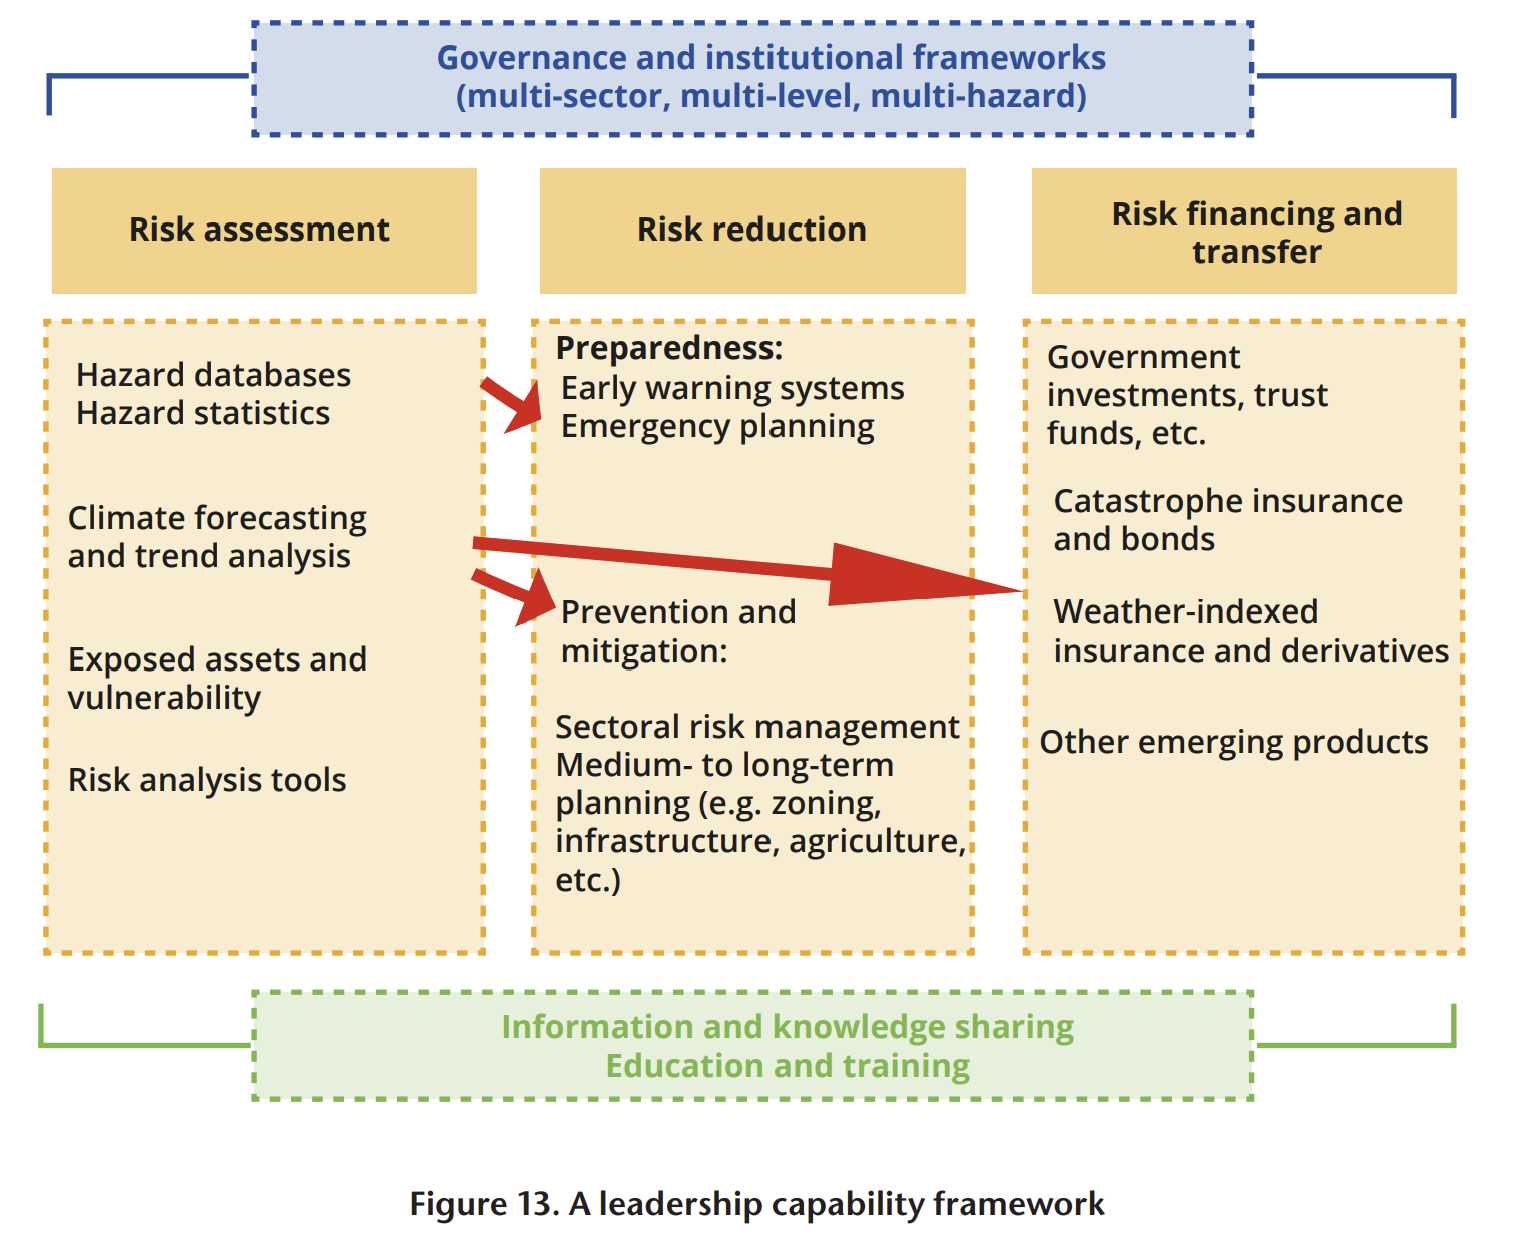 Governance and institutional frameworks
(multi-sector, multi-level, multi-hazard)
Risk assessment
Risk reduction
Risk financing and
transfer
Hazard databases
Hazard statistics
Climate forecasting
and trend analysis
Exposed assets and
vulnerability
Risk analysis tools
Preparedness:
Early warning systems
Emergency planning
Prevention and
mitigation:
Sectoral risk management
Medium- to long-term
planning (e.g. zoning,
infrastructure, agriculture,
etc.)
Government
investments, trust
funds, etc.
Catastrophe insurance
and bonds
Weather-indexed
insurance and derivatives
Other emerging products
Information and knowledge sharing
Education and training
Figure 13. A leadership capability framework